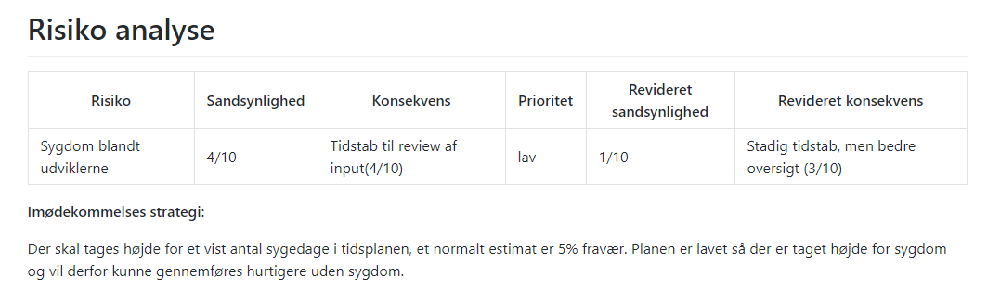 Risiko analyse
Risiko
Sandsynlighed
Konsekvens
Prioritet
Revideret
sandsynlighed
Revideret konsekvens
Sygdom blandt
udviklerne
4/10
Tidstab til review af
input(4/10)
lav
1/10
Stadig tidstab, men bedre
oversigt (3/10)
Imødekommelses strategi:
Der skal tages højde for et vist antal sygedage i tidsplanen, et normalt estimat er 5% fravær. Planen er lavet så der er taget højde for sygdom
og vil derfor kunne gennemføres hurtigere uden sygdom.